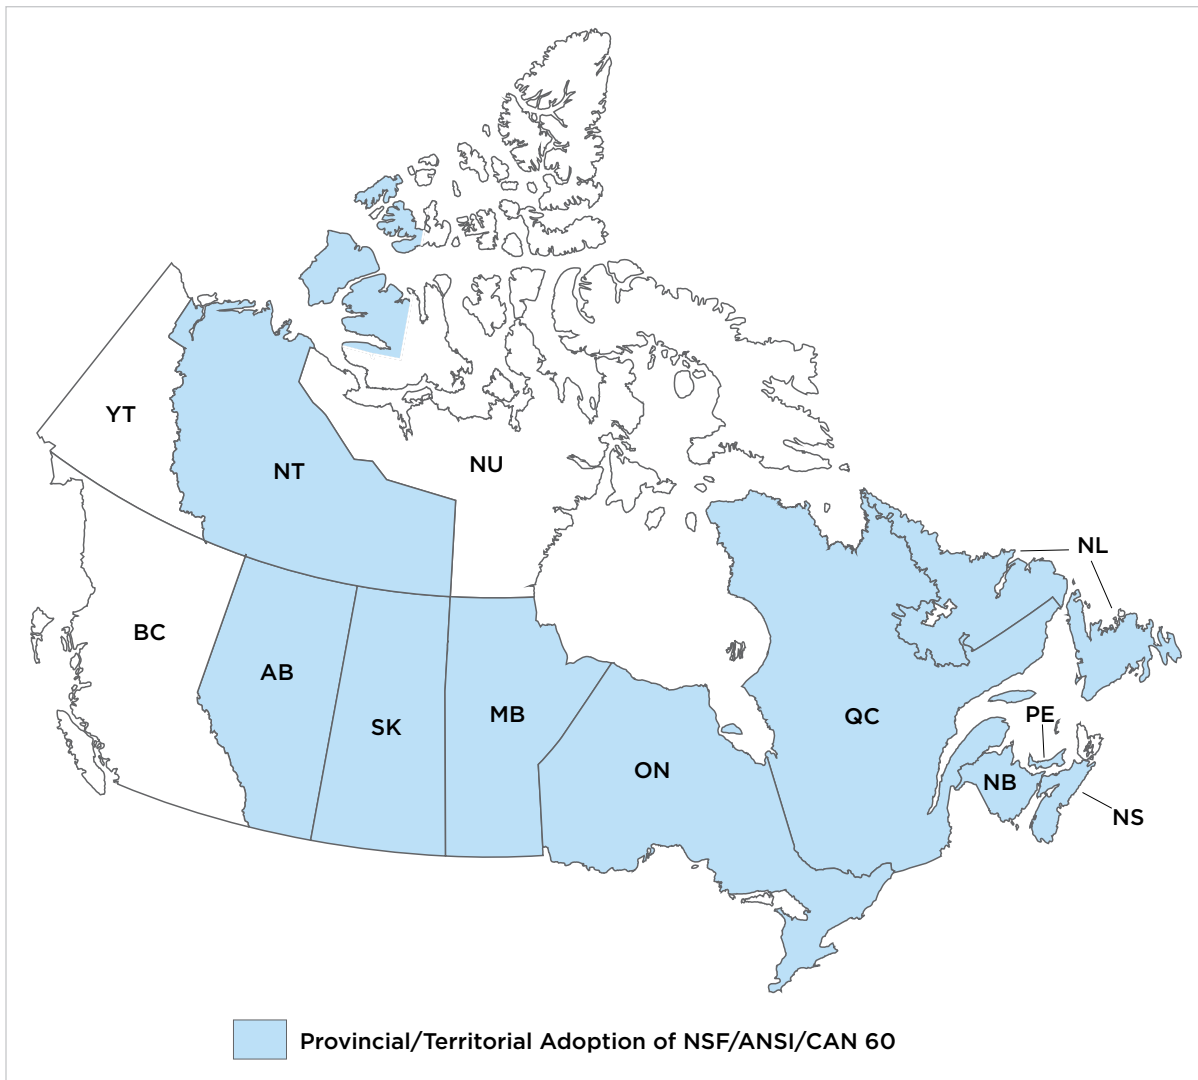 YT
NT
NU
NL
BC
AB
SK
MB
ON
QC
PE
NB
NS
Provincial/Territorial Adoption of NSF/ANSI/CAN 60